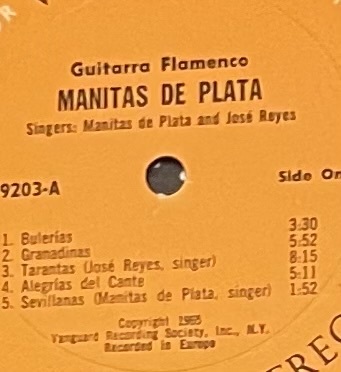 Guitarra Flamenco
MANITAS DE PLATA
Singers: Manitas de Plata and José Reyes
9203-A
Side On
1. Bulerías 3:30
2. Granadinas 5:52
3. Tarantas (José Reyes, singer) 8:15
4. Alegrías del Cante 5:11
5. Sevillanas (Manitas de Plata, singer) 1:52
Copyright 1965
Vanguard Recording Society, Inc., N.Y.
Recorded in Europe